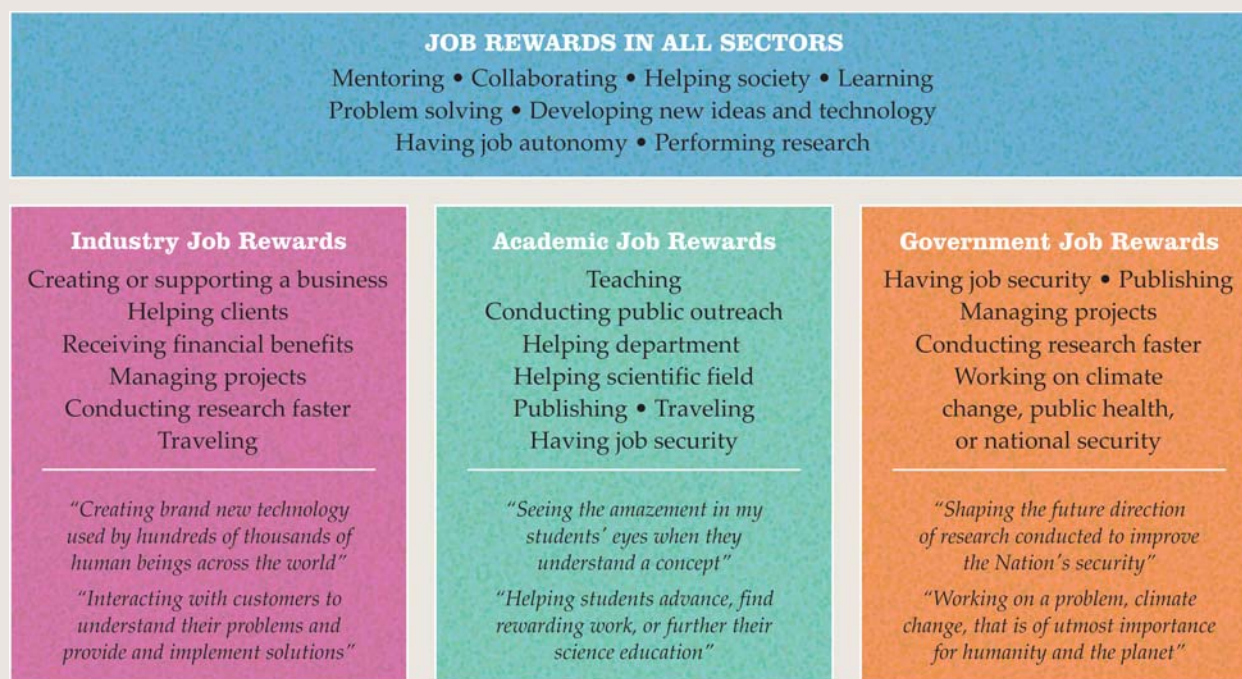 JOB REWARDS IN ALL SECTORS
Mentoring • Collaborating • Helping society • Learning
Problem solving • Developing new ideas and technology
Having job autonomy • Performing research
Industry Job Rewards
Creating or supporting a business
Helping clients
Receiving financial benefits
Managing projects
Conducting research faster
Traveling
“Creating brand new technology
used by hundreds of thousands of
human beings across the world”
“Interacting with customers to
understand their problems and
provide and implement solutions”
Academic Job Rewards
Teaching
Conducting public outreach
Helping department
Helping scientific field
Publishing • Traveling
Having job security
“Seeing the amazement in my
students’ eyes when they
understand a concept”
“Helping students advance, find
rewarding work, or further their
science education”
Government Job Rewards
Having job security • Publishing
Managing projects
Conducting research faster
Working on climate
change, public health,
or national security
“Shaping the future direction
of research conducted to improve
the Nation’s security”
“Working on a problem, climate
change, that is of utmost importance
for humanity and the planet”